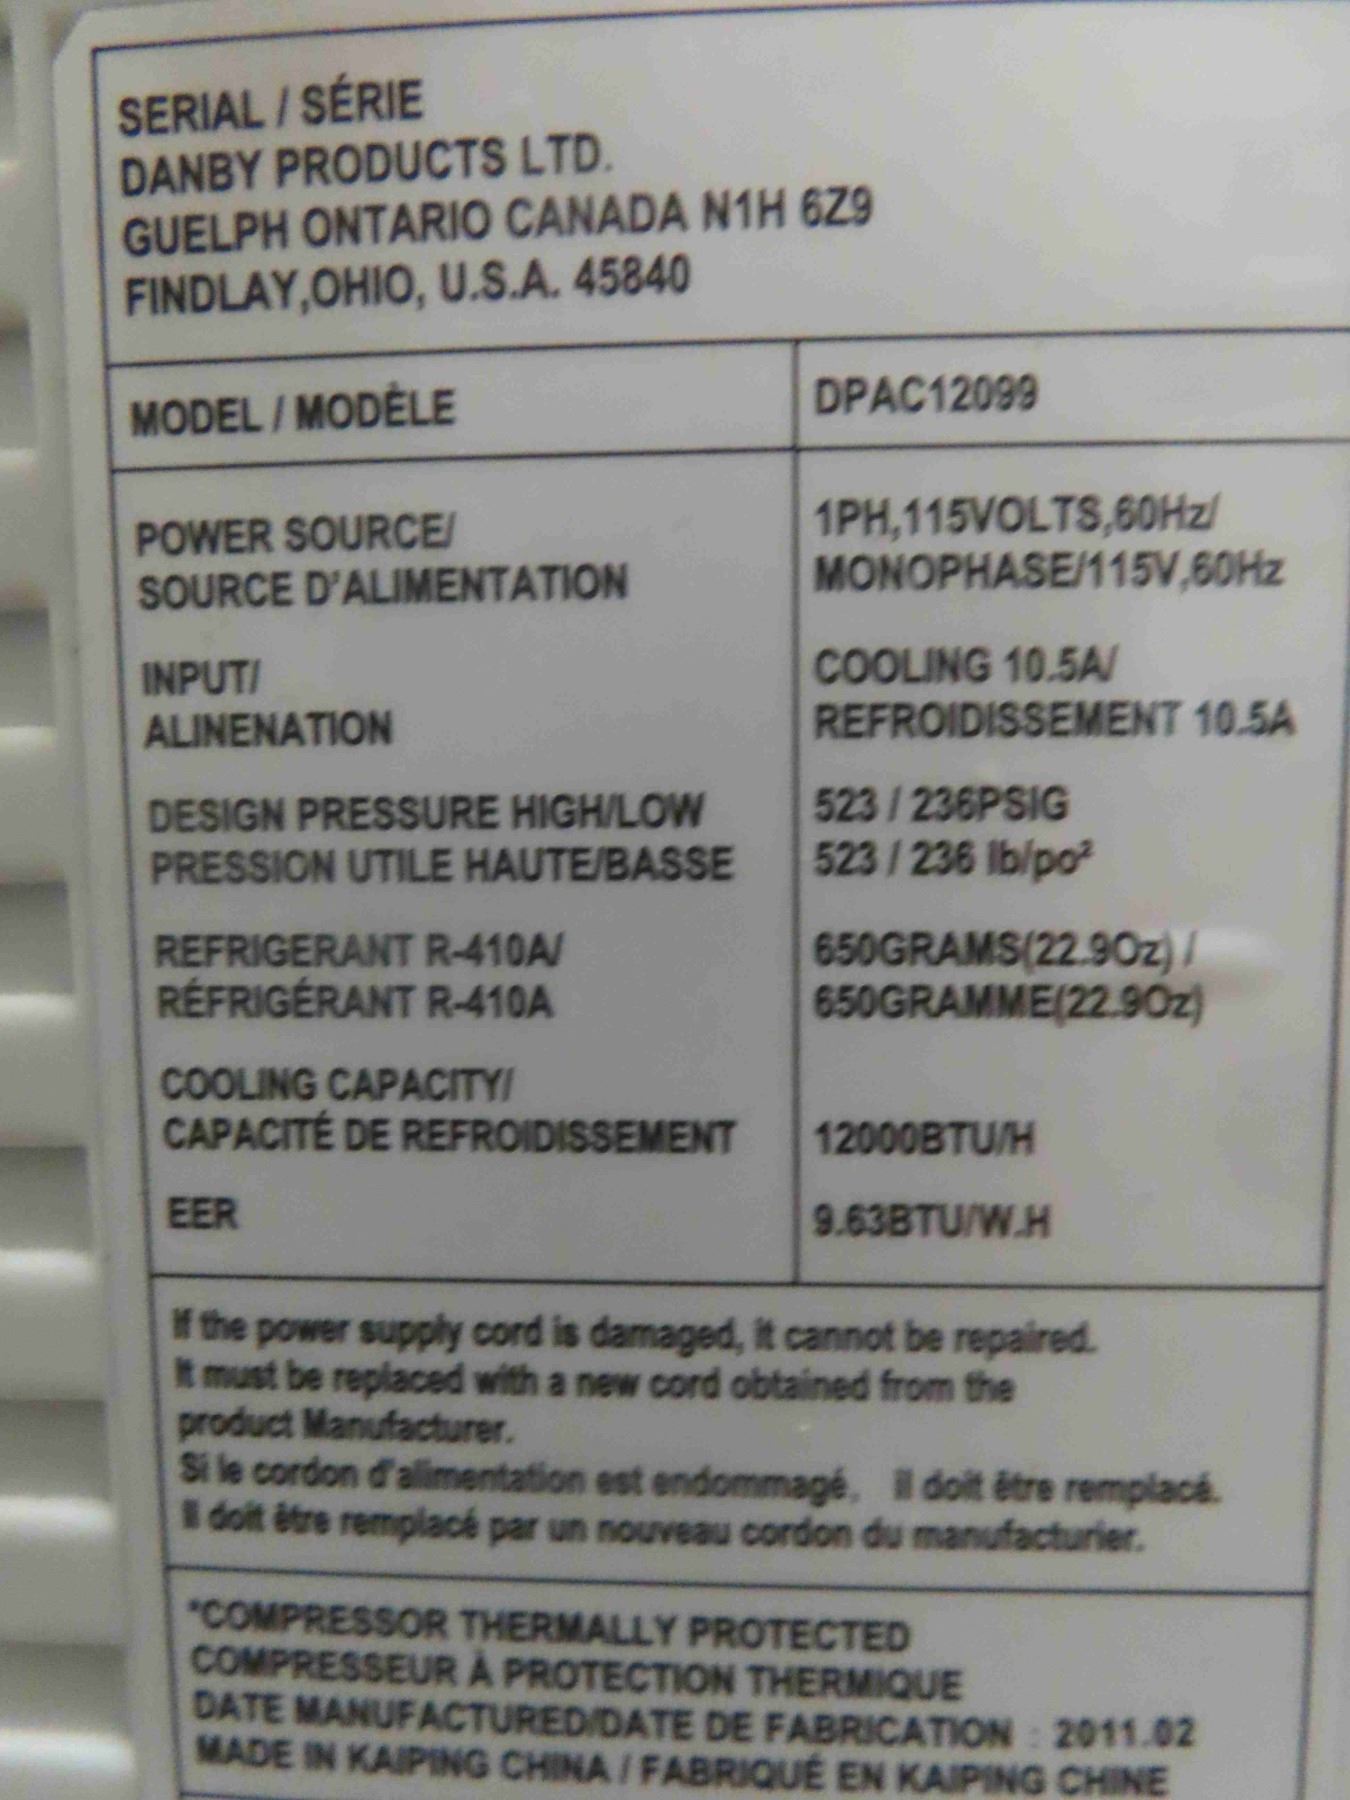 SERIAL / SÉRIE
DANBY PRODUCTS LTD.
GUELPH ONTARIO CANADA N1H 6Z9
FINDLAY,OHIO, U.S.A. 45840
MODEL / MODÈLE DPAC12099
POWER SOURCE/ 1PH,115VOLTS,60Hz/
SOURCE D'ALIMENTATION MONOPHASE/115V,60Hz
INPUT/ COOLING 10.5A/
ALINENATION REFROIDISSEMENT 10.5A
DESIGN PRESSURE HIGH/LOW 523 / 236PSIG
PRESSION UTILE HAUTE/BASSE 523 / 236 lb/po²
REFRIGERANT R-410A/ 650GRAMS(22.9Oz) /
RÉFRIGÉRANT R-410A 650GRAMME(22.9Oz)
COOLING CAPACITY/
CAPACITÉ DE REFROIDISSEMENT 12000BTU/H
EER 9.63BTU/W.H
If the power supply cord is damaged, it cannot be repaired.
It must be replaced with a new cord obtained from the
product Manufacturer.
Si le cordon d'alimentation est endommagé, il doit être remplacé.
Il doit être remplacé par un nouveau cordon du manufacturier.
*COMPRESSOR THERMALLY PROTECTED
COMPRESSEUR À PROTECTION THERMIQUE
DATE MANUFACTURED/DATE DE FABRICATION : 2011.02
MADE IN KAIPING CHINA / FABRIQUÉ EN KAIPING CHINE